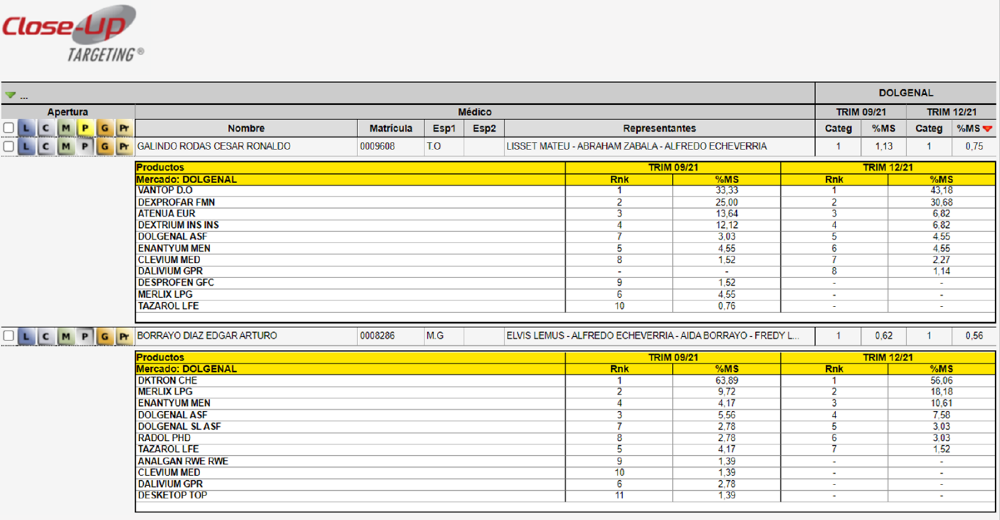 Close-Up
TARGETING®
... DOLGENAL
Apertura Médico TRIM 09/21 TRIM 12/21
L C M P G Pr Nombre Matrícula Esp1 Esp2 Representantes Categ %MS Categ %MS
L C M P G Pr GALINDO RODAS CESAR RONALDO 0009608 T.O LISSET MATEU - ABRAHAM ZABALA - ALFREDO ECHEVERRIA 1 1,13 1 0,75
Productos TRIM 09/21 TRIM 12/21
Mercado: DOLGENAL Rnk %MS Rnk %MS
VANTOP D.O 1 33,33 1 43,18
DEXPROFAR FMN 2 25,00 2 30,68
ATENUA EUR 3 13,64 3 6,82
DEXTRIUM INS INS 4 12,12 4 6,82
DOLGENAL ASF 7 3,03 5 4,55
ENANTYUM MEN 5 4,55 6 4,55
CLEVIUM MED 8 1,52 7 2,27
DALIVIUM GPR - - 8 1,14
DESPROFEN GFC 9 1,52 - -
MERLIX LPG 6 4,55 - -
TAZAROL LFE 10 0,76 - -
L C M P G Pr BORRAYO DIAZ EDGAR ARTURO 0008286 M.G ELVIS LEMUS - ALFREDO ECHEVERRIA - AIDA BORRAYO - FREDY L... 1 0,62 1 0,56
Productos TRIM 09/21 TRIM 12/21
Mercado: DOLGENAL Rnk %MS Rnk %MS
DKTRON CHE 1 63,89 1 56,06
MERLIX LPG 2 9,72 2 18,18
ENANTYUM MEN 4 4,17 3 10,61
DOLGENAL ASF 3 5,56 4 7,58
DOLGENAL SL ASF 7 2,78 5 3,03
RADOL PHD 8 2,78 6 3,03
TAZAROL LFE 5 4,17 7 1,52
ANALGAN RWE RWE 9 1,39 - -
CLEVIUM MED 10 1,39 - -
DALIVIUM GPR 6 2,78 - -
DESKETOP TOP 11 1,39 - -